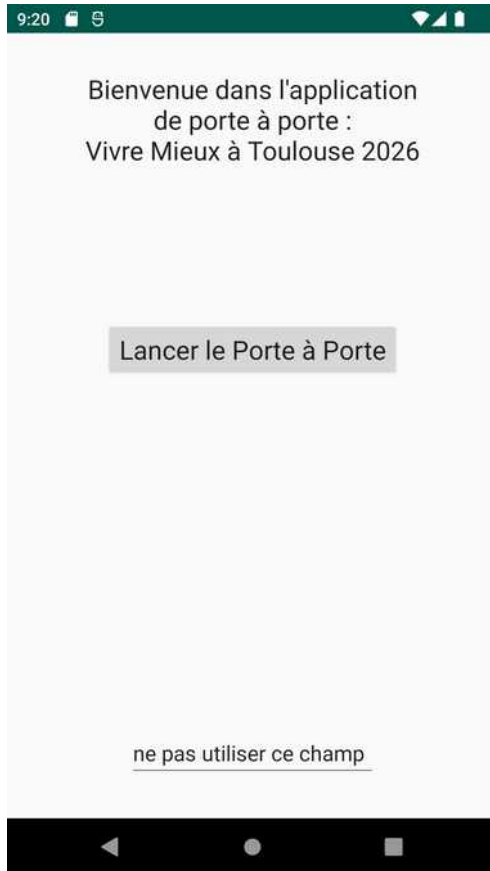 9:20
Bienvenue dans l'application
de porte à porte :
Vivre Mieux à Toulouse 2026
Lancer le Porte à Porte
ne pas utiliser ce champ